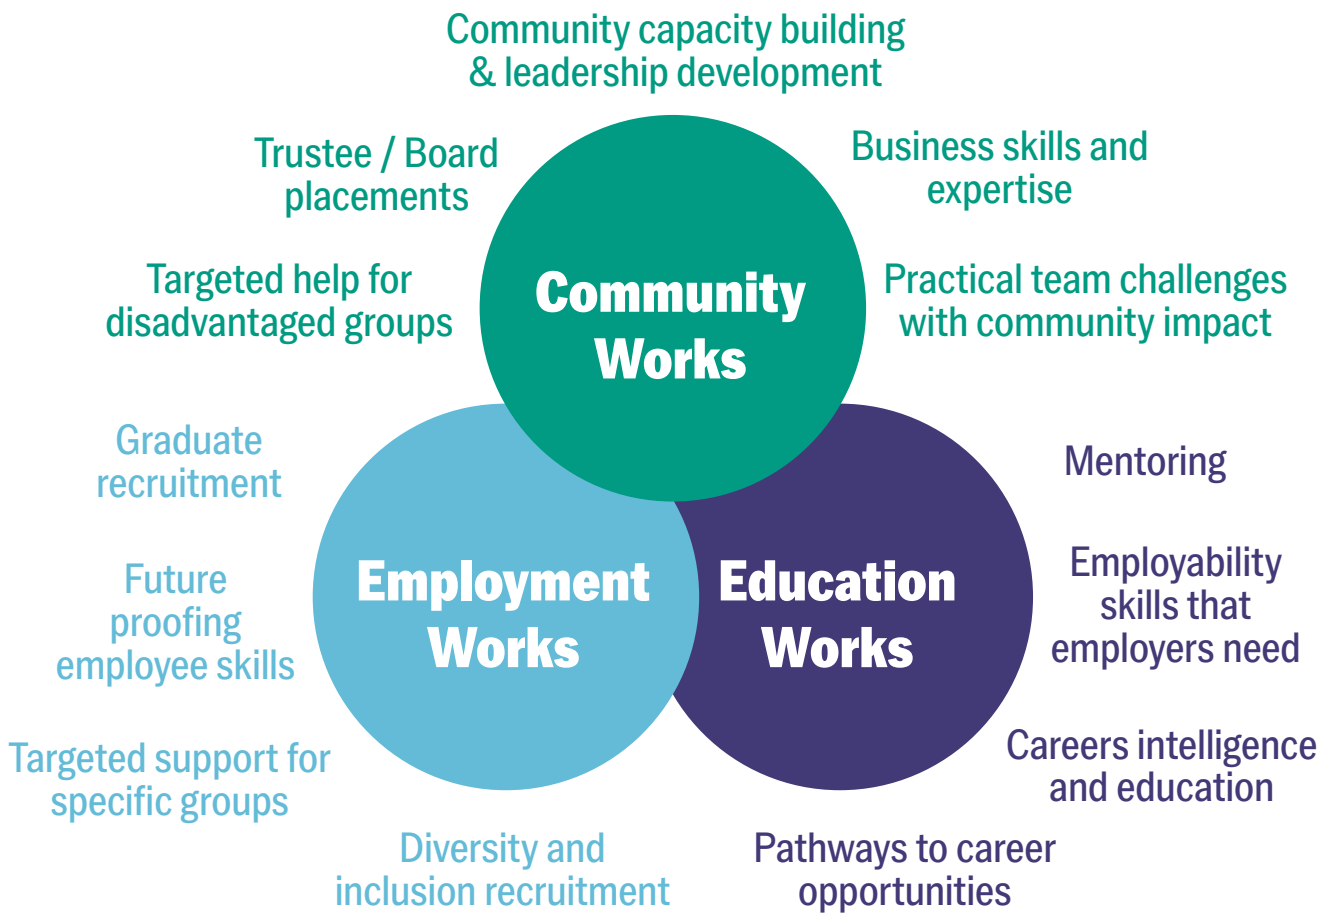 Community capacity building
& leadership development
Trustee / Board
placements
Business skills and
expertise
Targeted help for
disadvantaged groups
Community
Works
Practical team challenges
with community impact
Graduate
recruitment
Mentoring
Future
proofing
employee skills
Employment
Works
Education
Works
Employability
skills that
employers need
Targeted support for
specific groups
Careers intelligence
and education
Diversity and
inclusion recruitment
Pathways to career
opportunities